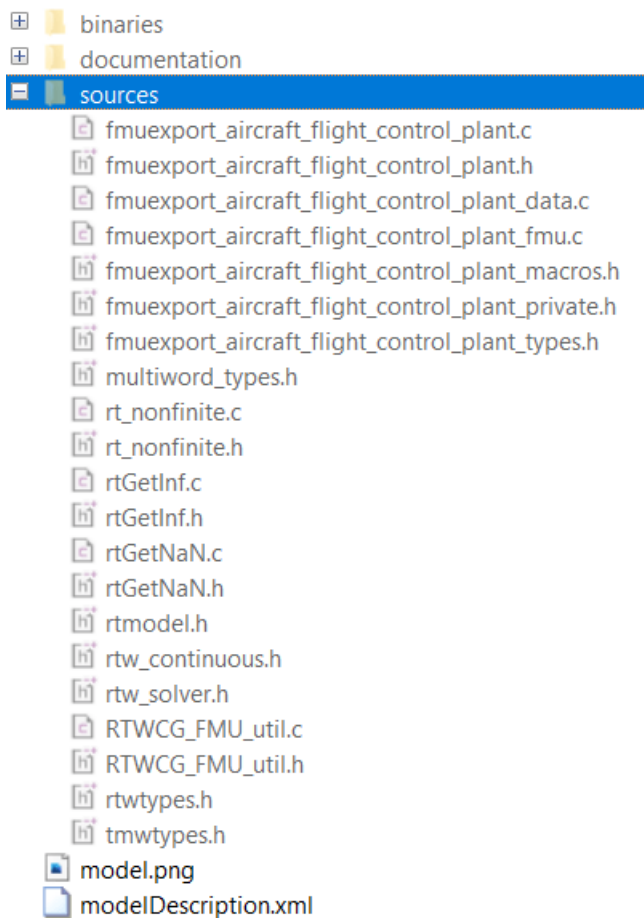 binaries
documentation
sources
fmuexport_aircraft_flight_control_plant.c
fmuexport_aircraft_flight_control_plant.h
fmuexport_aircraft_flight_control_plant_data.c
fmuexport_aircraft_flight_control_plant_fmu.c
fmuexport_aircraft_flight_control_plant_macros.h
fmuexport_aircraft_flight_control_plant_private.h
fmuexport_aircraft_flight_control_plant_types.h
multiword_types.h
rt_nonfinite.c
rt_nonfinite.h
rtGetInf.c
rtGetInf.h
rtGetNaN.c
rtGetNaN.h
rtmodel.h
rtw_continuous.h
rtw_solver.h
RTWCG_FMU_util.c
RTWCG_FMU_util.h
rtwtypes.h
tmwtypes.h
model.png
modelDescription.xml